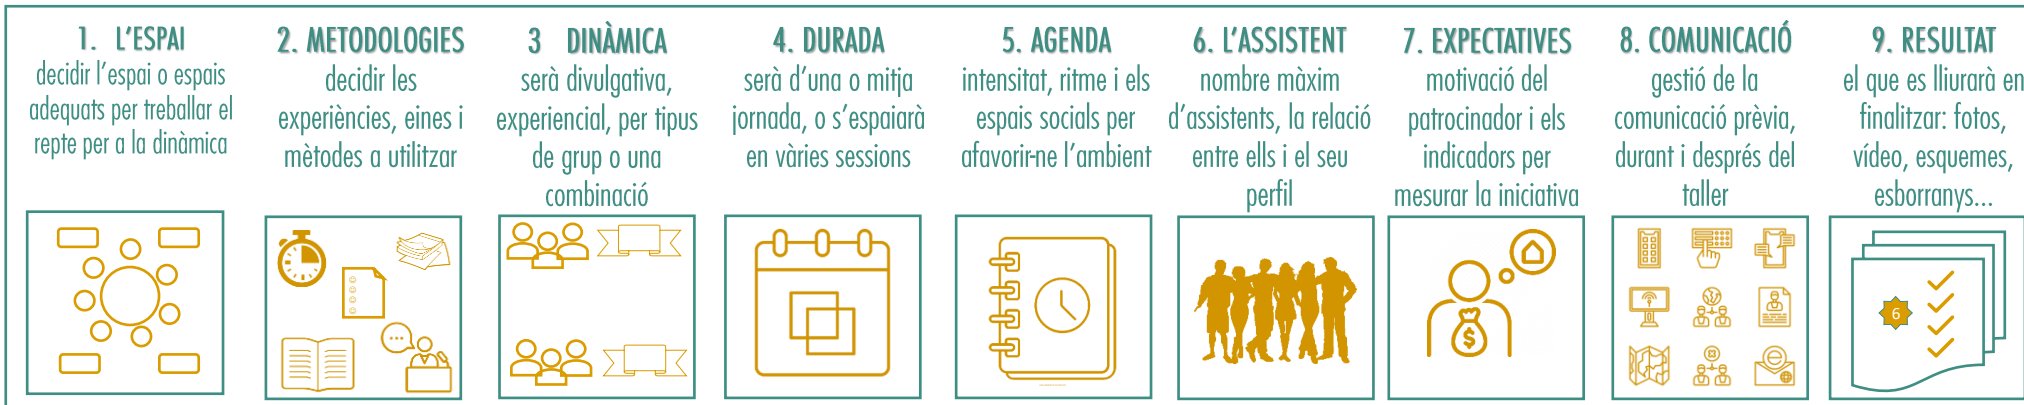 1. L'ESPAI
decidir l'espai o espais
adequats per treballar el
repte per a la dinàmica
2. METODOLOGIES
decidir les
experiències, eines i
mètodes a utilitzar
3 DINÀMICA
serà divulgativa,
experiencial, per tipus
de grup o una
combinació
4. DURADA
serà d'una o mitja
jornada, o s'espaiarà
en vàries sessions
5. AGENDA
intensitat, ritme i els
espais socials per
afavorir-ne l'ambient
6. L'ASSISTENT
nombre màxim
d'assistents, la relació
entre ells i el seu
perfil
7. EXPECTATIVES
motivació del
patrocinador i els
indicadors per
mesurar la iniciativa
$
8. COMUNICACIÓ
gestió de la
comunicació prèvia,
durant i després del
taller
9. RESULTAT
el que es lliurarà en
finalitzar: fotos,
vídeo, esquemes,
esborranys...
6